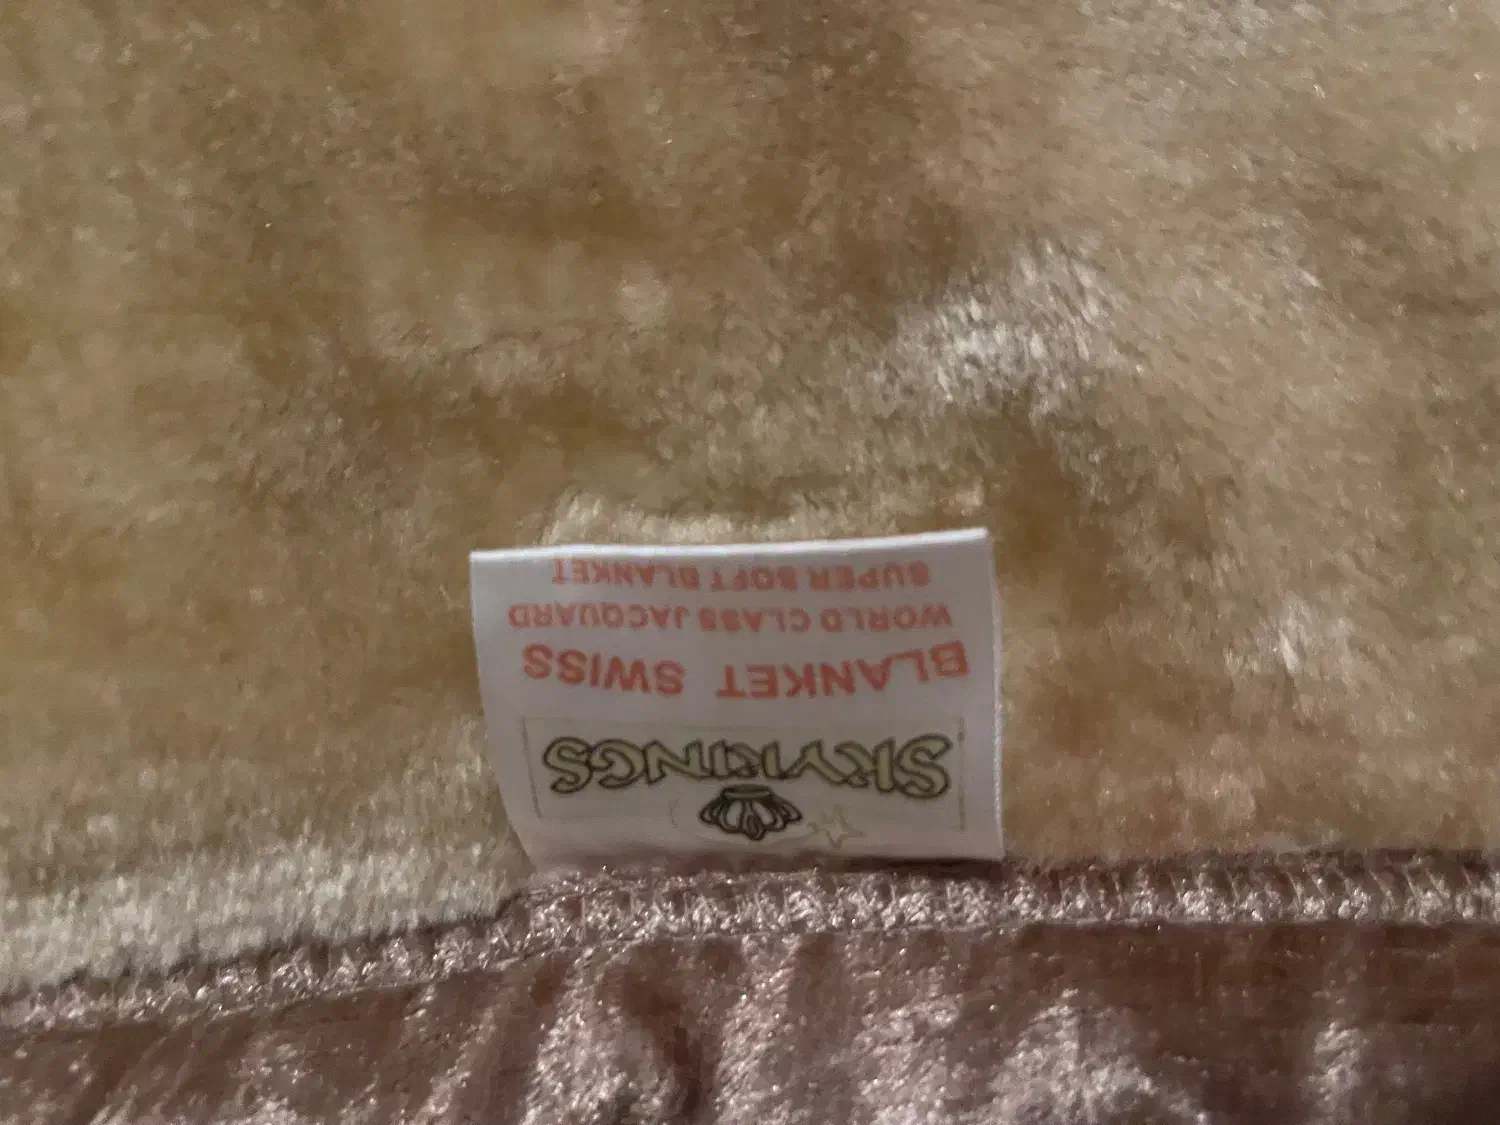 SKYKINGS
BLANKET SWISS
WORLD CLASS JACQUARD
SUPER SOFT BLANKET